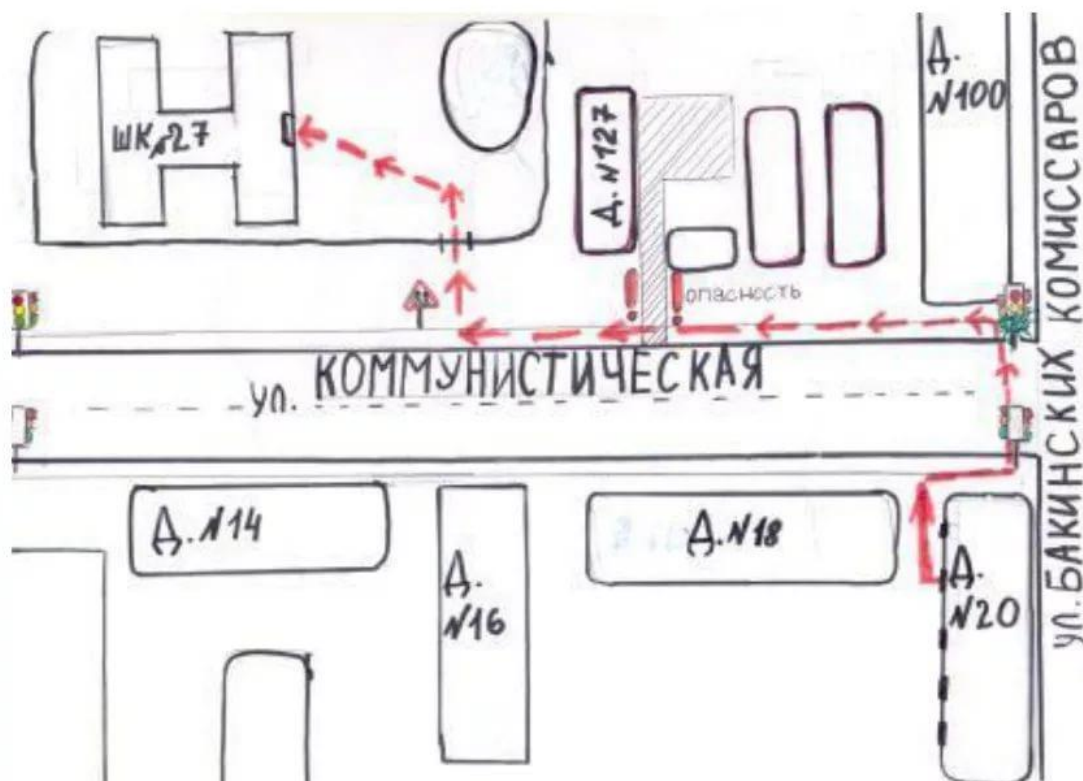 ШК.№27
Д. №127
Д.
№100
опасность
ул. КОММУНИСТИЧЕСКАЯ
ул. БАКИНСКИХ КОМИССАРОВ
Д. №14
Д.
№16
Д. №18
Д.
№20